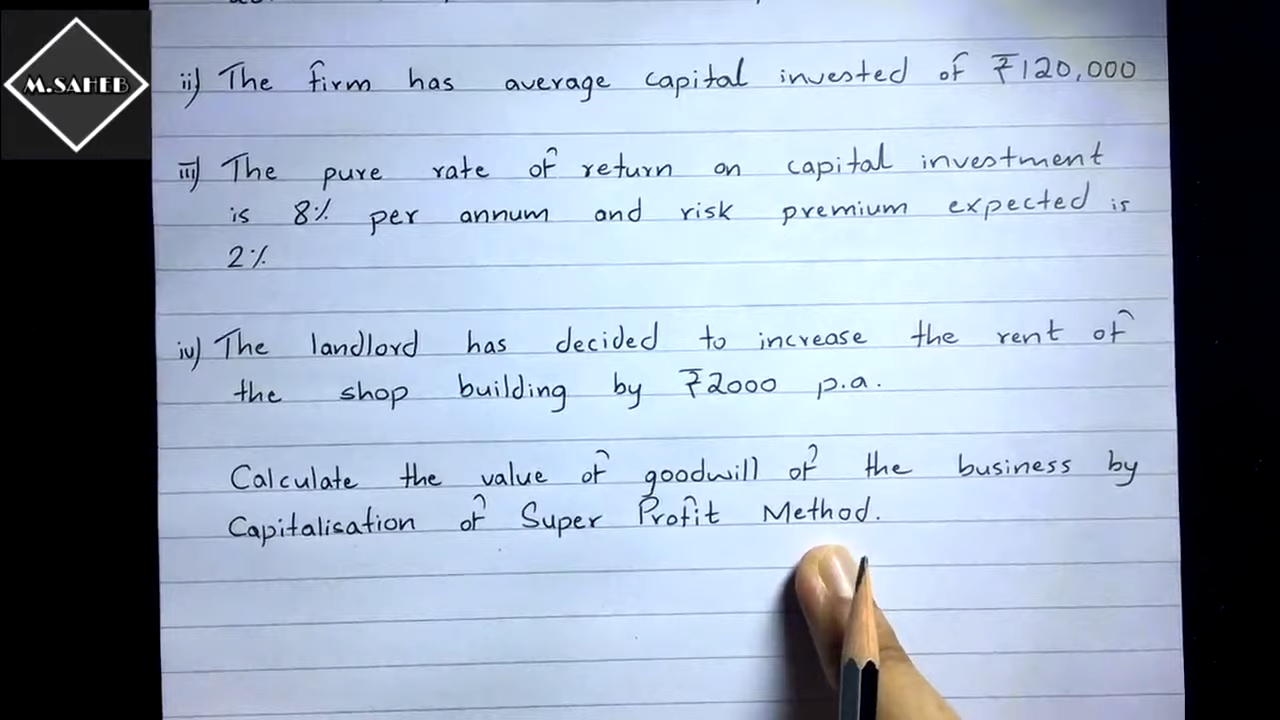 M.SAHEB
ii) The firm has average capital invested of ₹120,000
iii) The pure rate of return on capital investment
is 8% per annum and risk premium expected is
2%
iv) The landlord has decided to increase the rent of
the shop building by ₹2000 p.a.
Calculate the value of goodwill of the business by
Capitalisation of Super Profit Method.